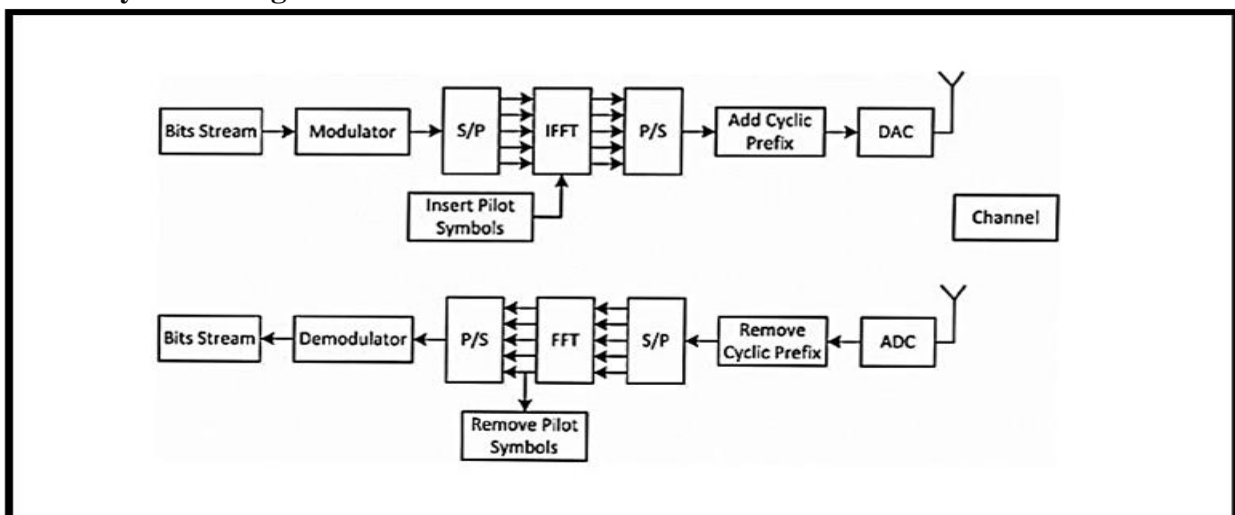 Bits Stream
Modulator
S/P
IFFT
P/S
Add Cyclic
Prefix
DAC
Insert Pilot
Symbols
Channel
Bits Stream
Demodulator
P/S
FFT
S/P
Remove
Cyclic Prefix
ADC
Remove Pilot
Symbols